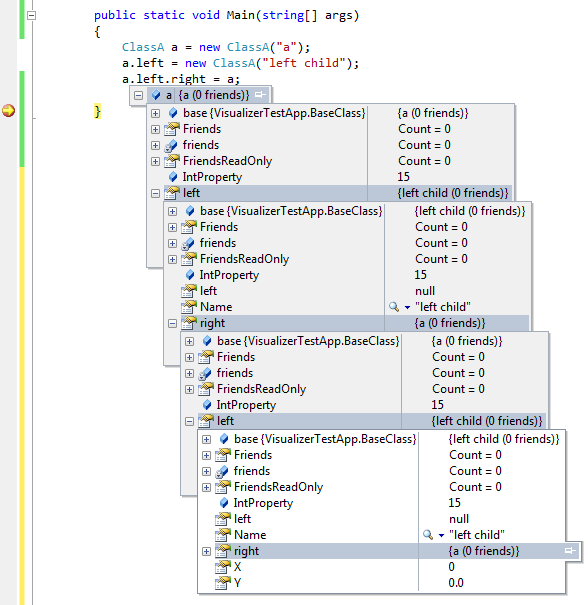 public static void Main(string[] args)
{
ClassA a = new ClassA("a");
a.left = new ClassA("left child");
a.left.right = a;
a {a (0 friends)}
}
base {VisualizerTestApp.BaseClass} {a (0 friends)}
Friends Count = 0
friends Count = 0
FriendsReadOnly Count = 0
IntProperty 15
left {left child (0 friends)}
base {VisualizerTestApp.BaseClass} {left child (0 friends)}
Friends Count = 0
friends Count = 0
FriendsReadOnly Count = 0
IntProperty 15
left null
Name "left child"
right {a (0 friends)}
base {VisualizerTestApp.BaseClass} {a (0 friends)}
Friends Count = 0
friends Count = 0
FriendsReadOnly Count = 0
IntProperty 15
left {left child (0 friends)}
base {VisualizerTestApp.BaseClass} {left child (0 friends)}
Friends Count = 0
friends Count = 0
FriendsReadOnly Count = 0
IntProperty 15
left null
Name "left child"
right {a (0 friends)}
X 0
Y 0.0